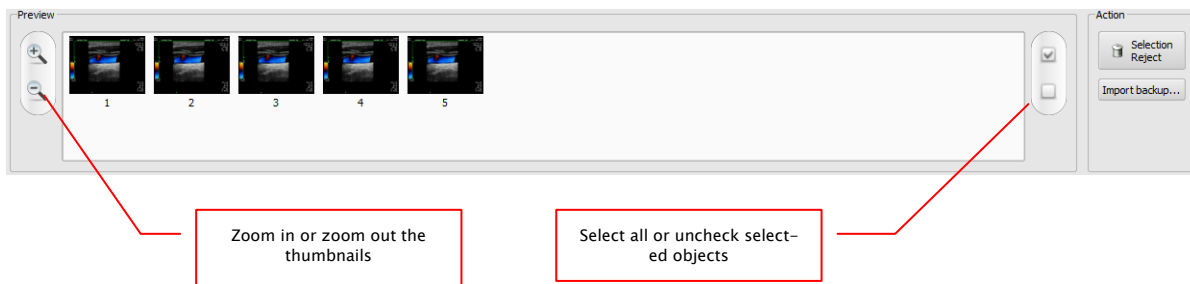 Preview
Action
Selection
Reject
Import backup...
1 2 3 4 5
Zoom in or zoom out the
thumbnails
Select all or uncheck select-
ed objects